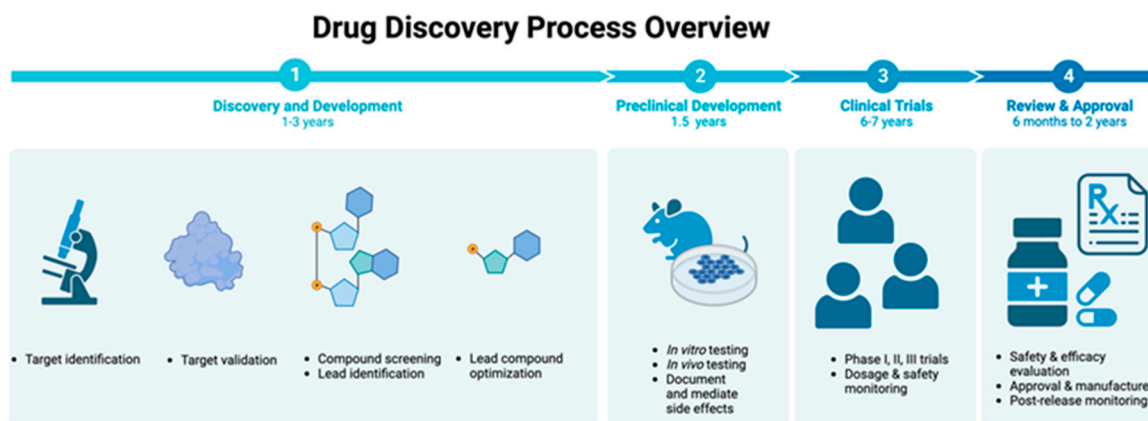 Drug Discovery Process Overview
1
2
3
4
Discovery and Development
1-3 years
Preclinical Development
1.5 years
Clinical Trials
6-7 years
Review & Approval
6 months to 2 years
P
P
P
Rx
• Target identification
• Target validation
• Compound screening
• Lead identification
• Lead compound
optimization
• In vitro testing
• In vivo testing
• Document
and mediate
side effects
• Phase I, II, III trials
• Dosage & safety
monitoring
• Safety & efficacy
evaluation
• Approval & manufacture
• Post-release monitoring